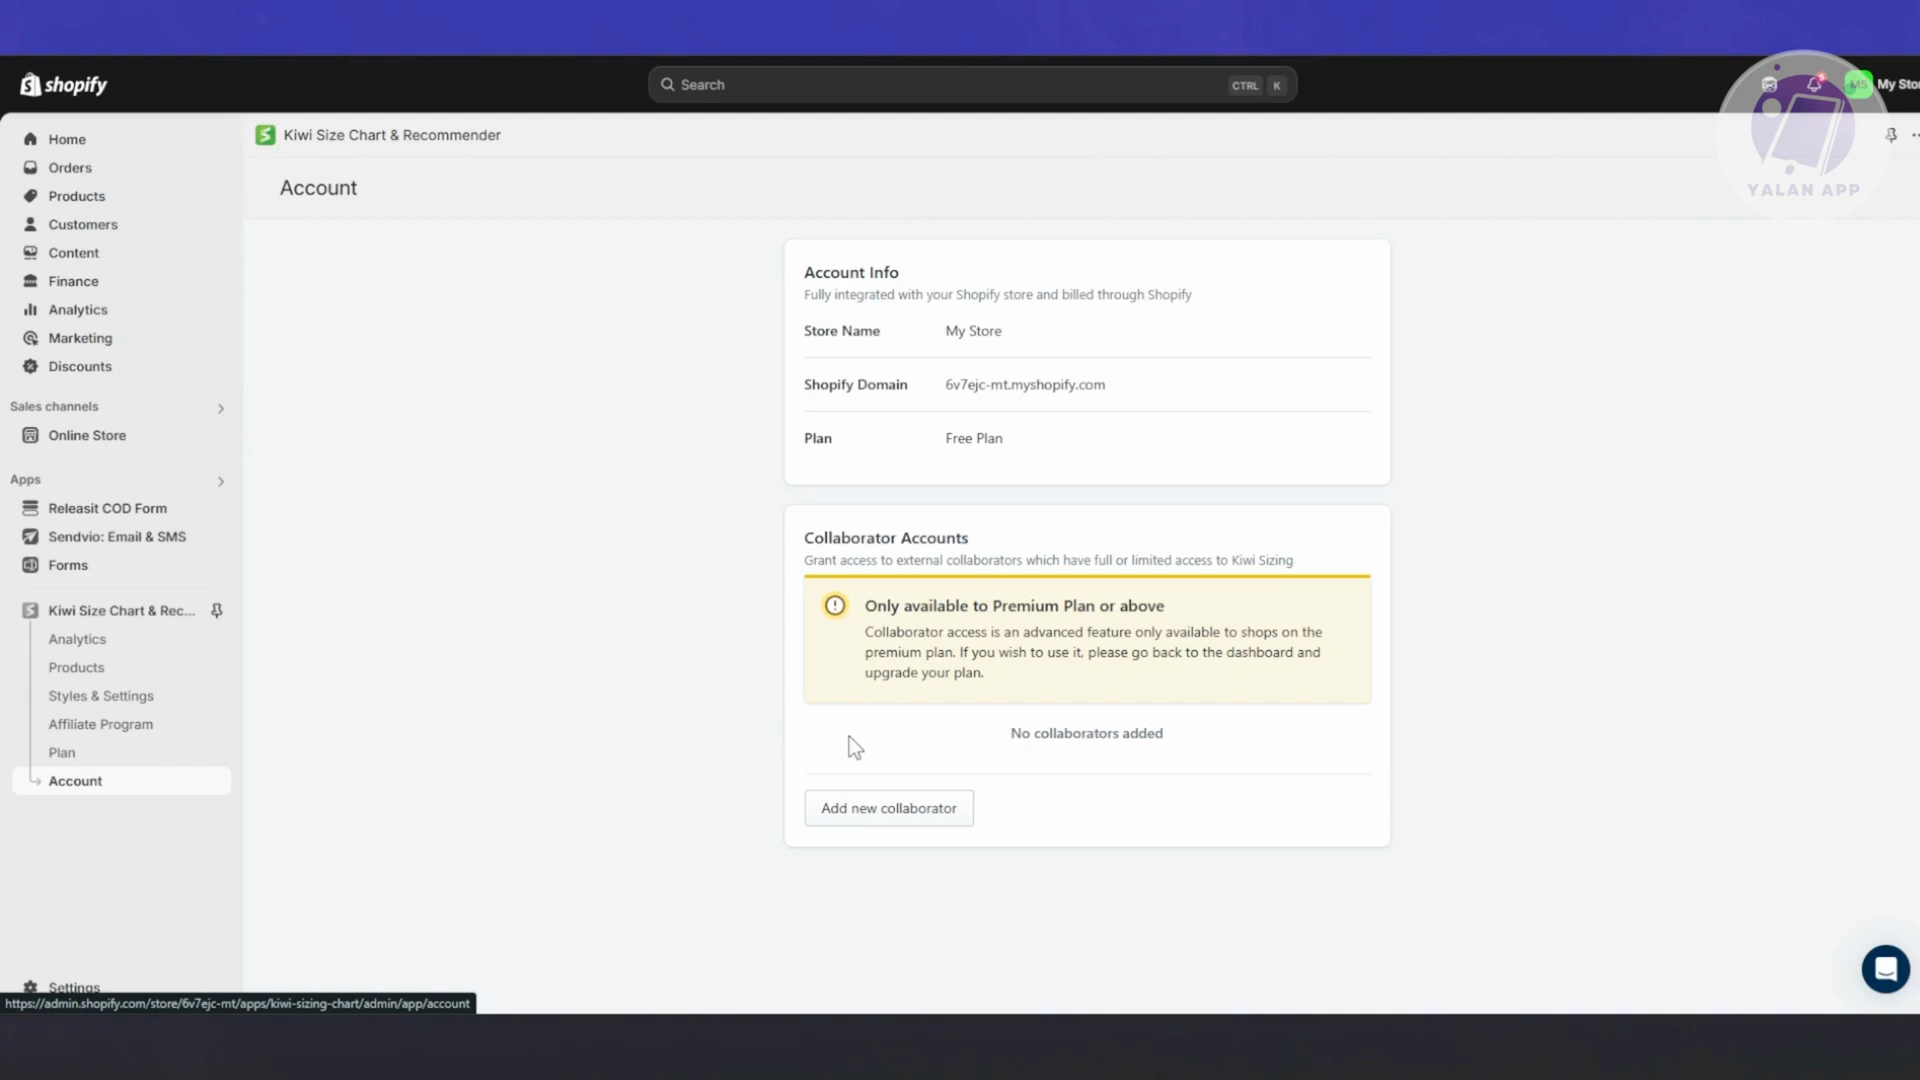 shopify
Search
CTRL K
MS
My Sto
YALAN APP
Home
Orders
Products
Customers
Content
Finance
Analytics
Marketing
Discounts
Sales channels
Online Store
Apps
Releasit COD Form
Sendvio: Email & SMS
Forms
Kiwi Size Chart & Rec...
Analytics
Products
Styles & Settings
Affiliate Program
Plan
Account
Settings
https://admin.shopify.com/store/6v7ejc-mt/apps/kiwi-sizing-chart/admin/app/account
Kiwi Size Chart & Recommender
Account
Account Info
Fully integrated with your Shopify store and billed through Shopify
Store Name My Store
Shopify Domain 6v7ejc-mt.myshopify.com
Plan Free Plan
Collaborator Accounts
Grant access to external collaborators which have full or limited access to Kiwi Sizing
Only available to Premium Plan or above
Collaborator access is an advanced feature only available to shops on the
premium plan. If you wish to use it, please go back to the dashboard and
upgrade your plan.
No collaborators added
Add new collaborator